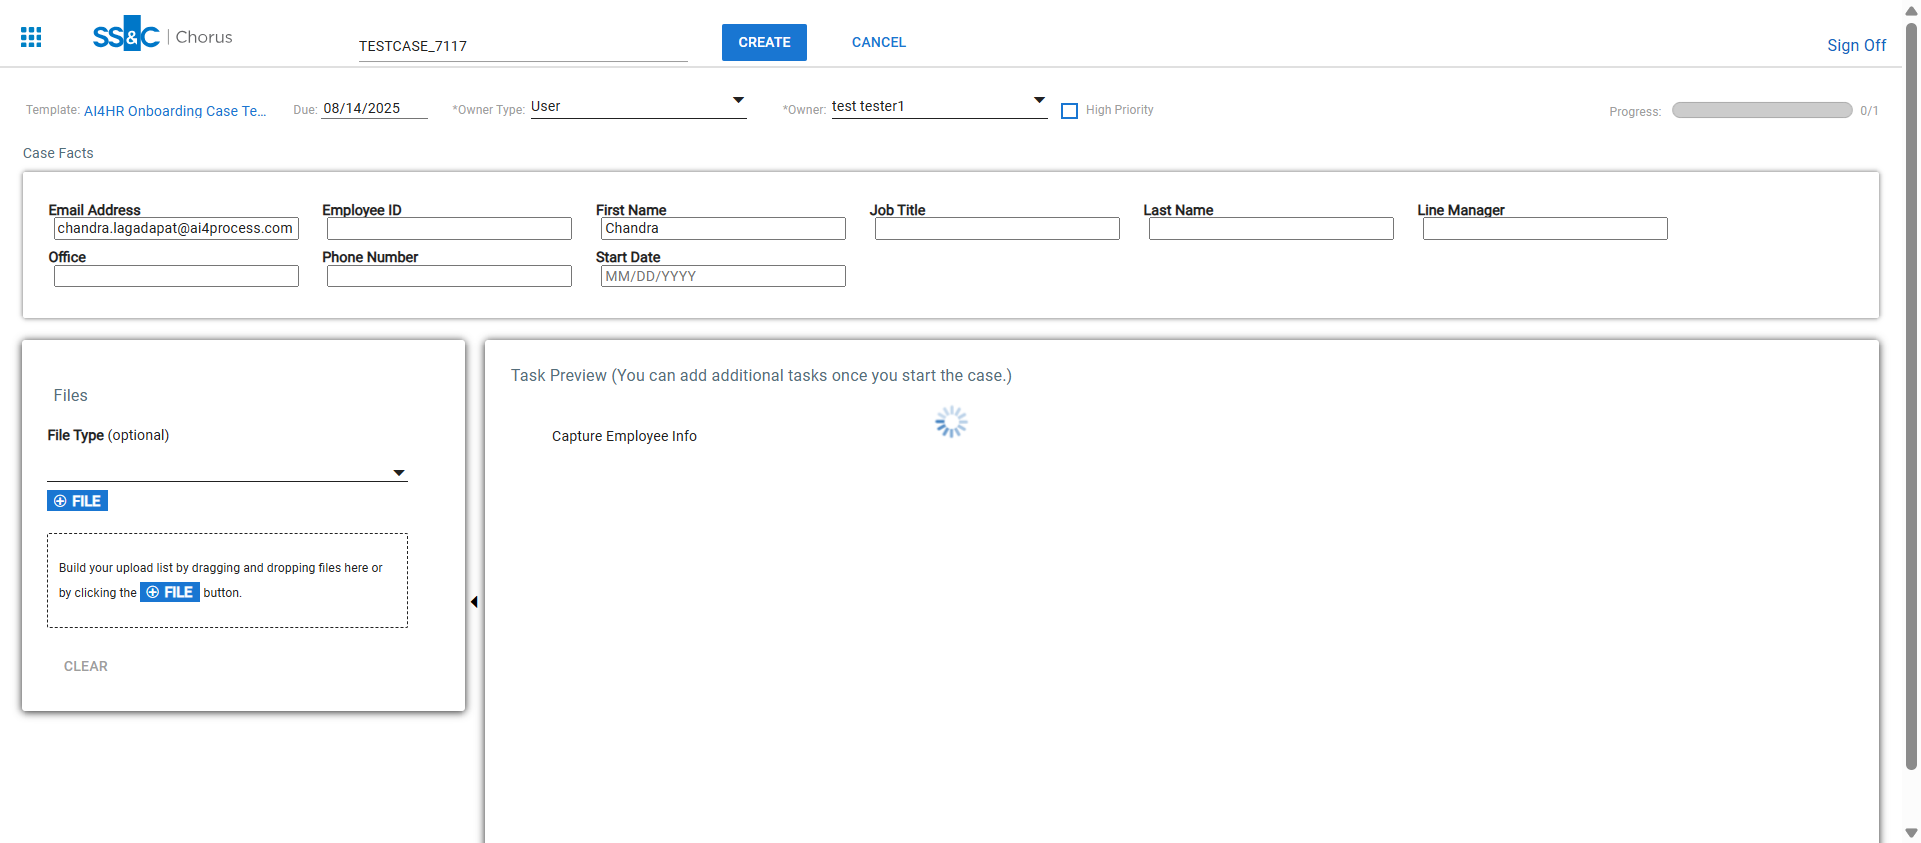 SS&C | Chorus
TESTCASE_7117
CREATE
CANCEL
Sign Off
Template: AI4HR Onboarding Case Te...
Due: 08/14/2025
*Owner Type: User
*Owner: test tester1
High Priority
Progress: 0/1
Case Facts
Email Address
chandra.lagadapat@ai4process.com
Employee ID
First Name
Chandra
Job Title
Last Name
Line Manager
Office
Phone Number
Start Date
MM/DD/YYYY
Files
File Type (optional)
FILE
Build your upload list by dragging and dropping files here or
by clicking the FILE button.
CLEAR
Task Preview (You can add additional tasks once you start the case.)
Capture Employee Info